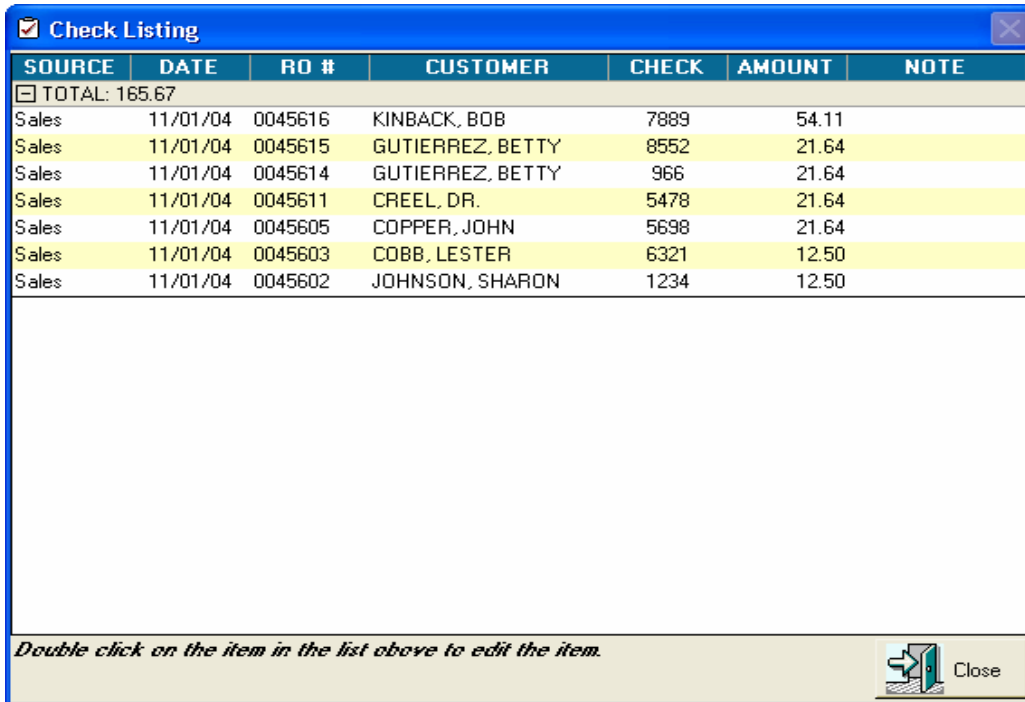 Check Listing
SOURCE DATE RO # CUSTOMER CHECK AMOUNT NOTE
TOTAL: 165.67
Sales 11/01/04 0045616 KINBACK, BOB 7889 54.11
Sales 11/01/04 0045615 GUTIERREZ, BETTY 8552 21.64
Sales 11/01/04 0045614 GUTIERREZ, BETTY 966 21.64
Sales 11/01/04 0045611 CREEL, DR. 5478 21.64
Sales 11/01/04 0045605 COPPER, JOHN 5698 21.64
Sales 11/01/04 0045603 COBB, LESTER 6321 12.50
Sales 11/01/04 0045602 JOHNSON, SHARON 1234 12.50
Double click on the item in the list above to edit the item.
Close